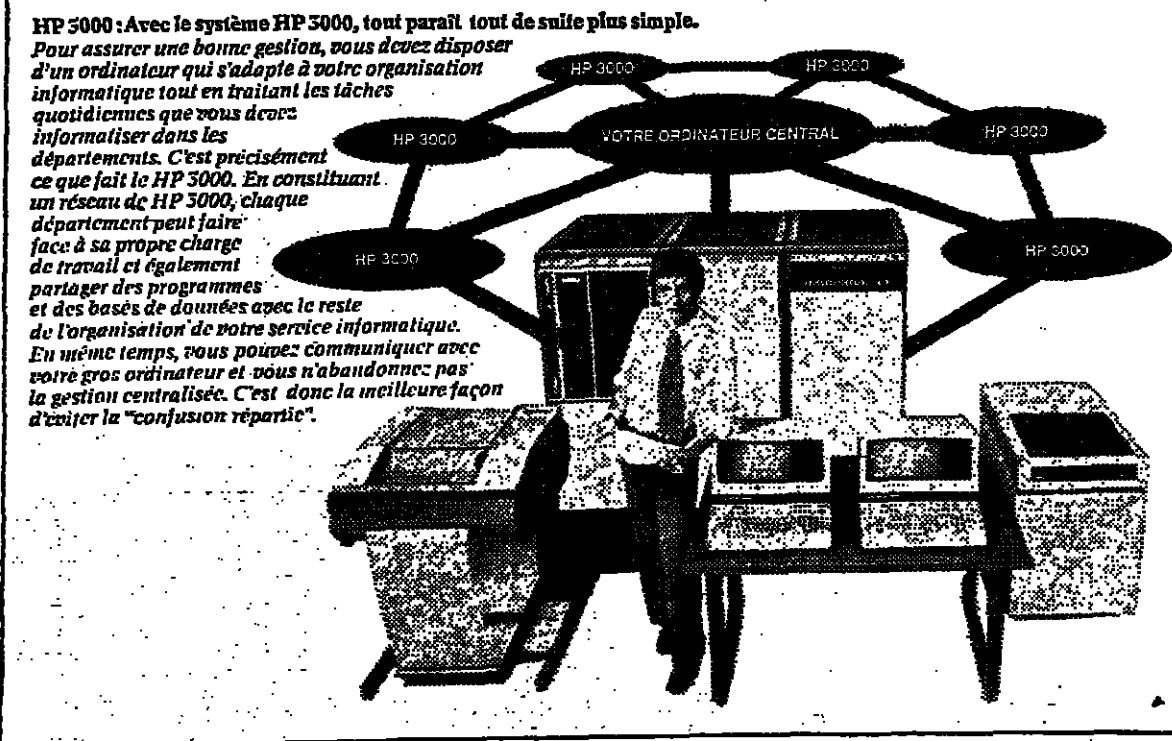 HP 3000 : Avec le système HP 3000, tout paraît tout de suite plus simple.
Pour assurer une bonne gestion, vous devez disposer
d'un ordinateur qui s'adapte à votre organisation
informatique tout en traitant les tâches
quotidiennes que vous devez
informatiser dans les
départements. C'est précisément
ce que fait le HP 3000. En constituant
un réseau de HP 3000, chaque
département peut faire
face à sa propre charge
de travail et également
partager des programmes
et des bases de données avec le reste
de l'organisation de votre service informatique.
En même temps, vous pouvez communiquer avec
votre gros ordinateur et vous n'abandonnez pas
la gestion centralisée. C'est donc la meilleure façon
d'éviter la "confusion répartie".
HP 3000
HP 3000
HP 3000
VOTRE ORDINATEUR CENTRAL
HP 3000
HP 3000
HP 3000